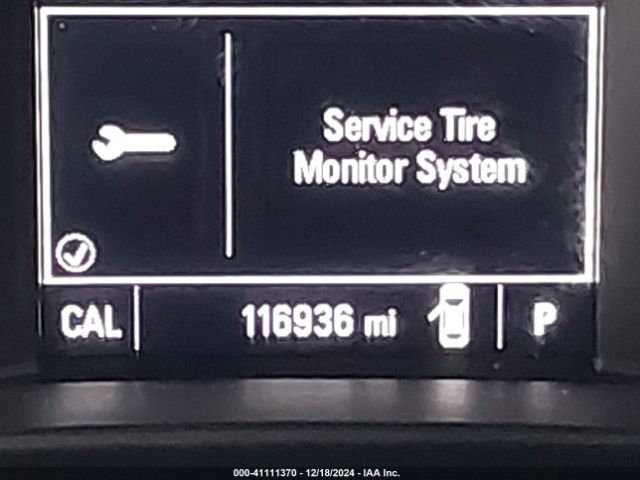 Service Tire
Monitor System
CAL 116936 mi P
000-41111370 - 12/18/2024 - IAA Inc.